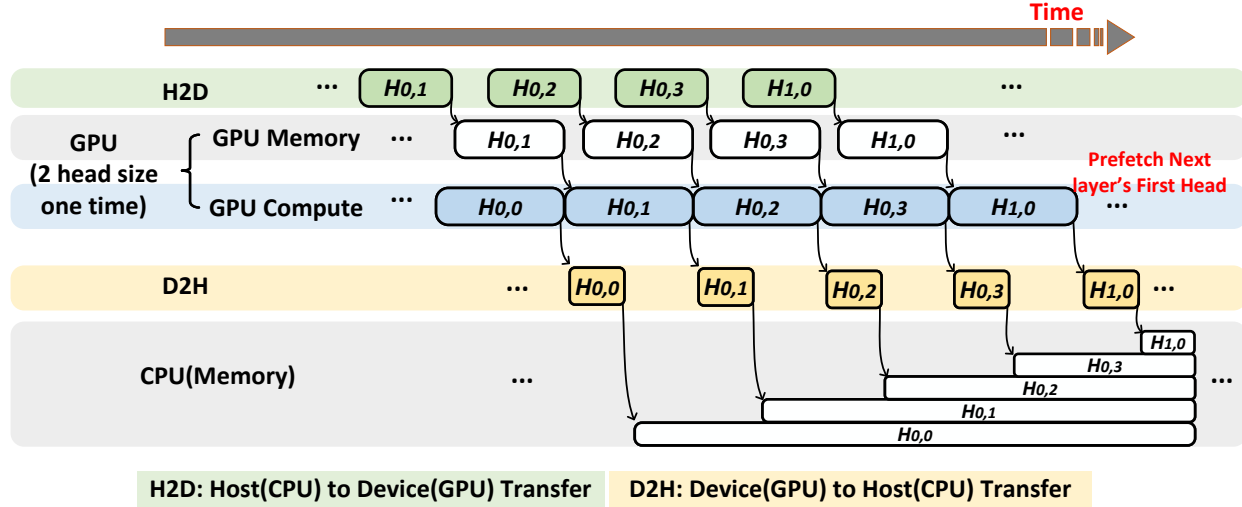 Time
H2D
...
H0,1
H0,2
H0,3
H1,0
...
GPU
(2 head size
one time)
GPU Memory
...
H0,1
H0,2
H0,3
H1,0
...
Prefetch Next
layer's First Head
GPU Compute
...
H0,0
H0,1
H0,2
H0,3
H1,0
...
D2H
...
H0,0
H0,1
H0,2
H0,3
H1,0
...
CPU(Memory)
...
H1,0
H0,3
H0,2
H0,1
H0,0
...
H2D: Host(CPU) to Device(GPU) Transfer
D2H: Device(GPU) to Host(CPU) Transfer